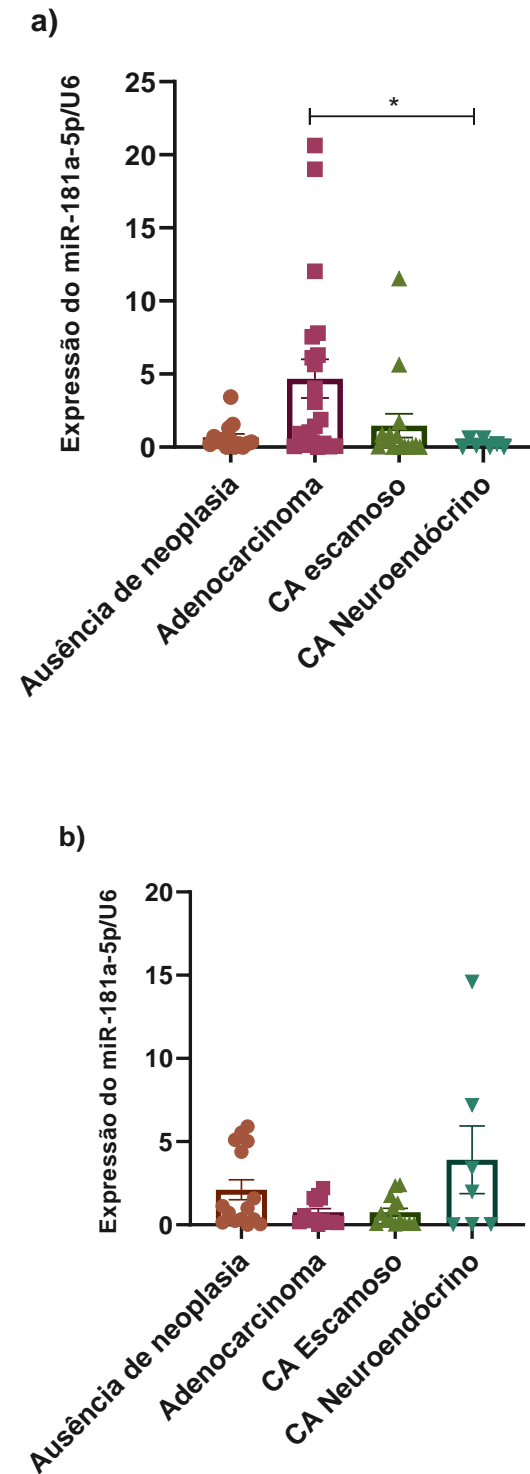 a)
Expressão do miR-181a-5p/U6
25
20
15
10
5
0
*
Ausência de neoplasia
Adenocarcinoma
CA escamoso
CA Neuroendócrino
b)
Expressão do miR-181a-5p/U6
20
15
10
5
0
Ausência de neoplasia
Adenocarcinoma
CA Escamoso
CA Neuroendócrino